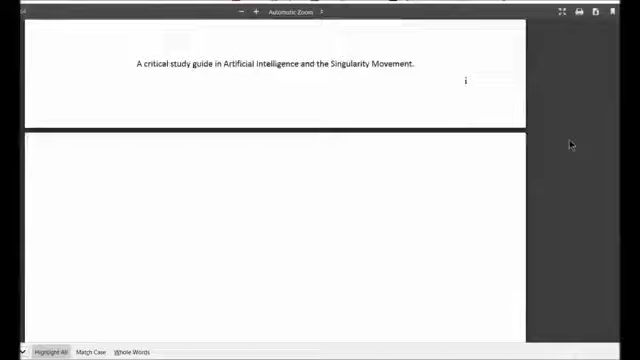 Automatic Zoom
A critical study guide in Artificial Intelligence and the Singularity Movement.
i
Highlight All Match Case Whole Words